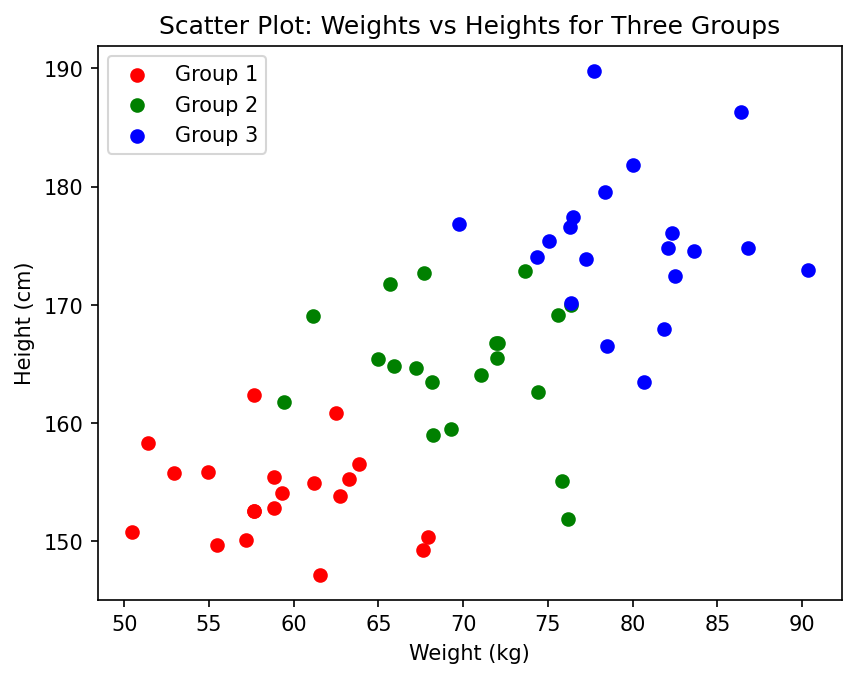 Scatter Plot: Weights vs Heights for Three Groups
Group 1
Group 2
Group 3
190
180
170
160
150
Height (cm)
50 55 60 65 70 75 80 85 90
Weight (kg)